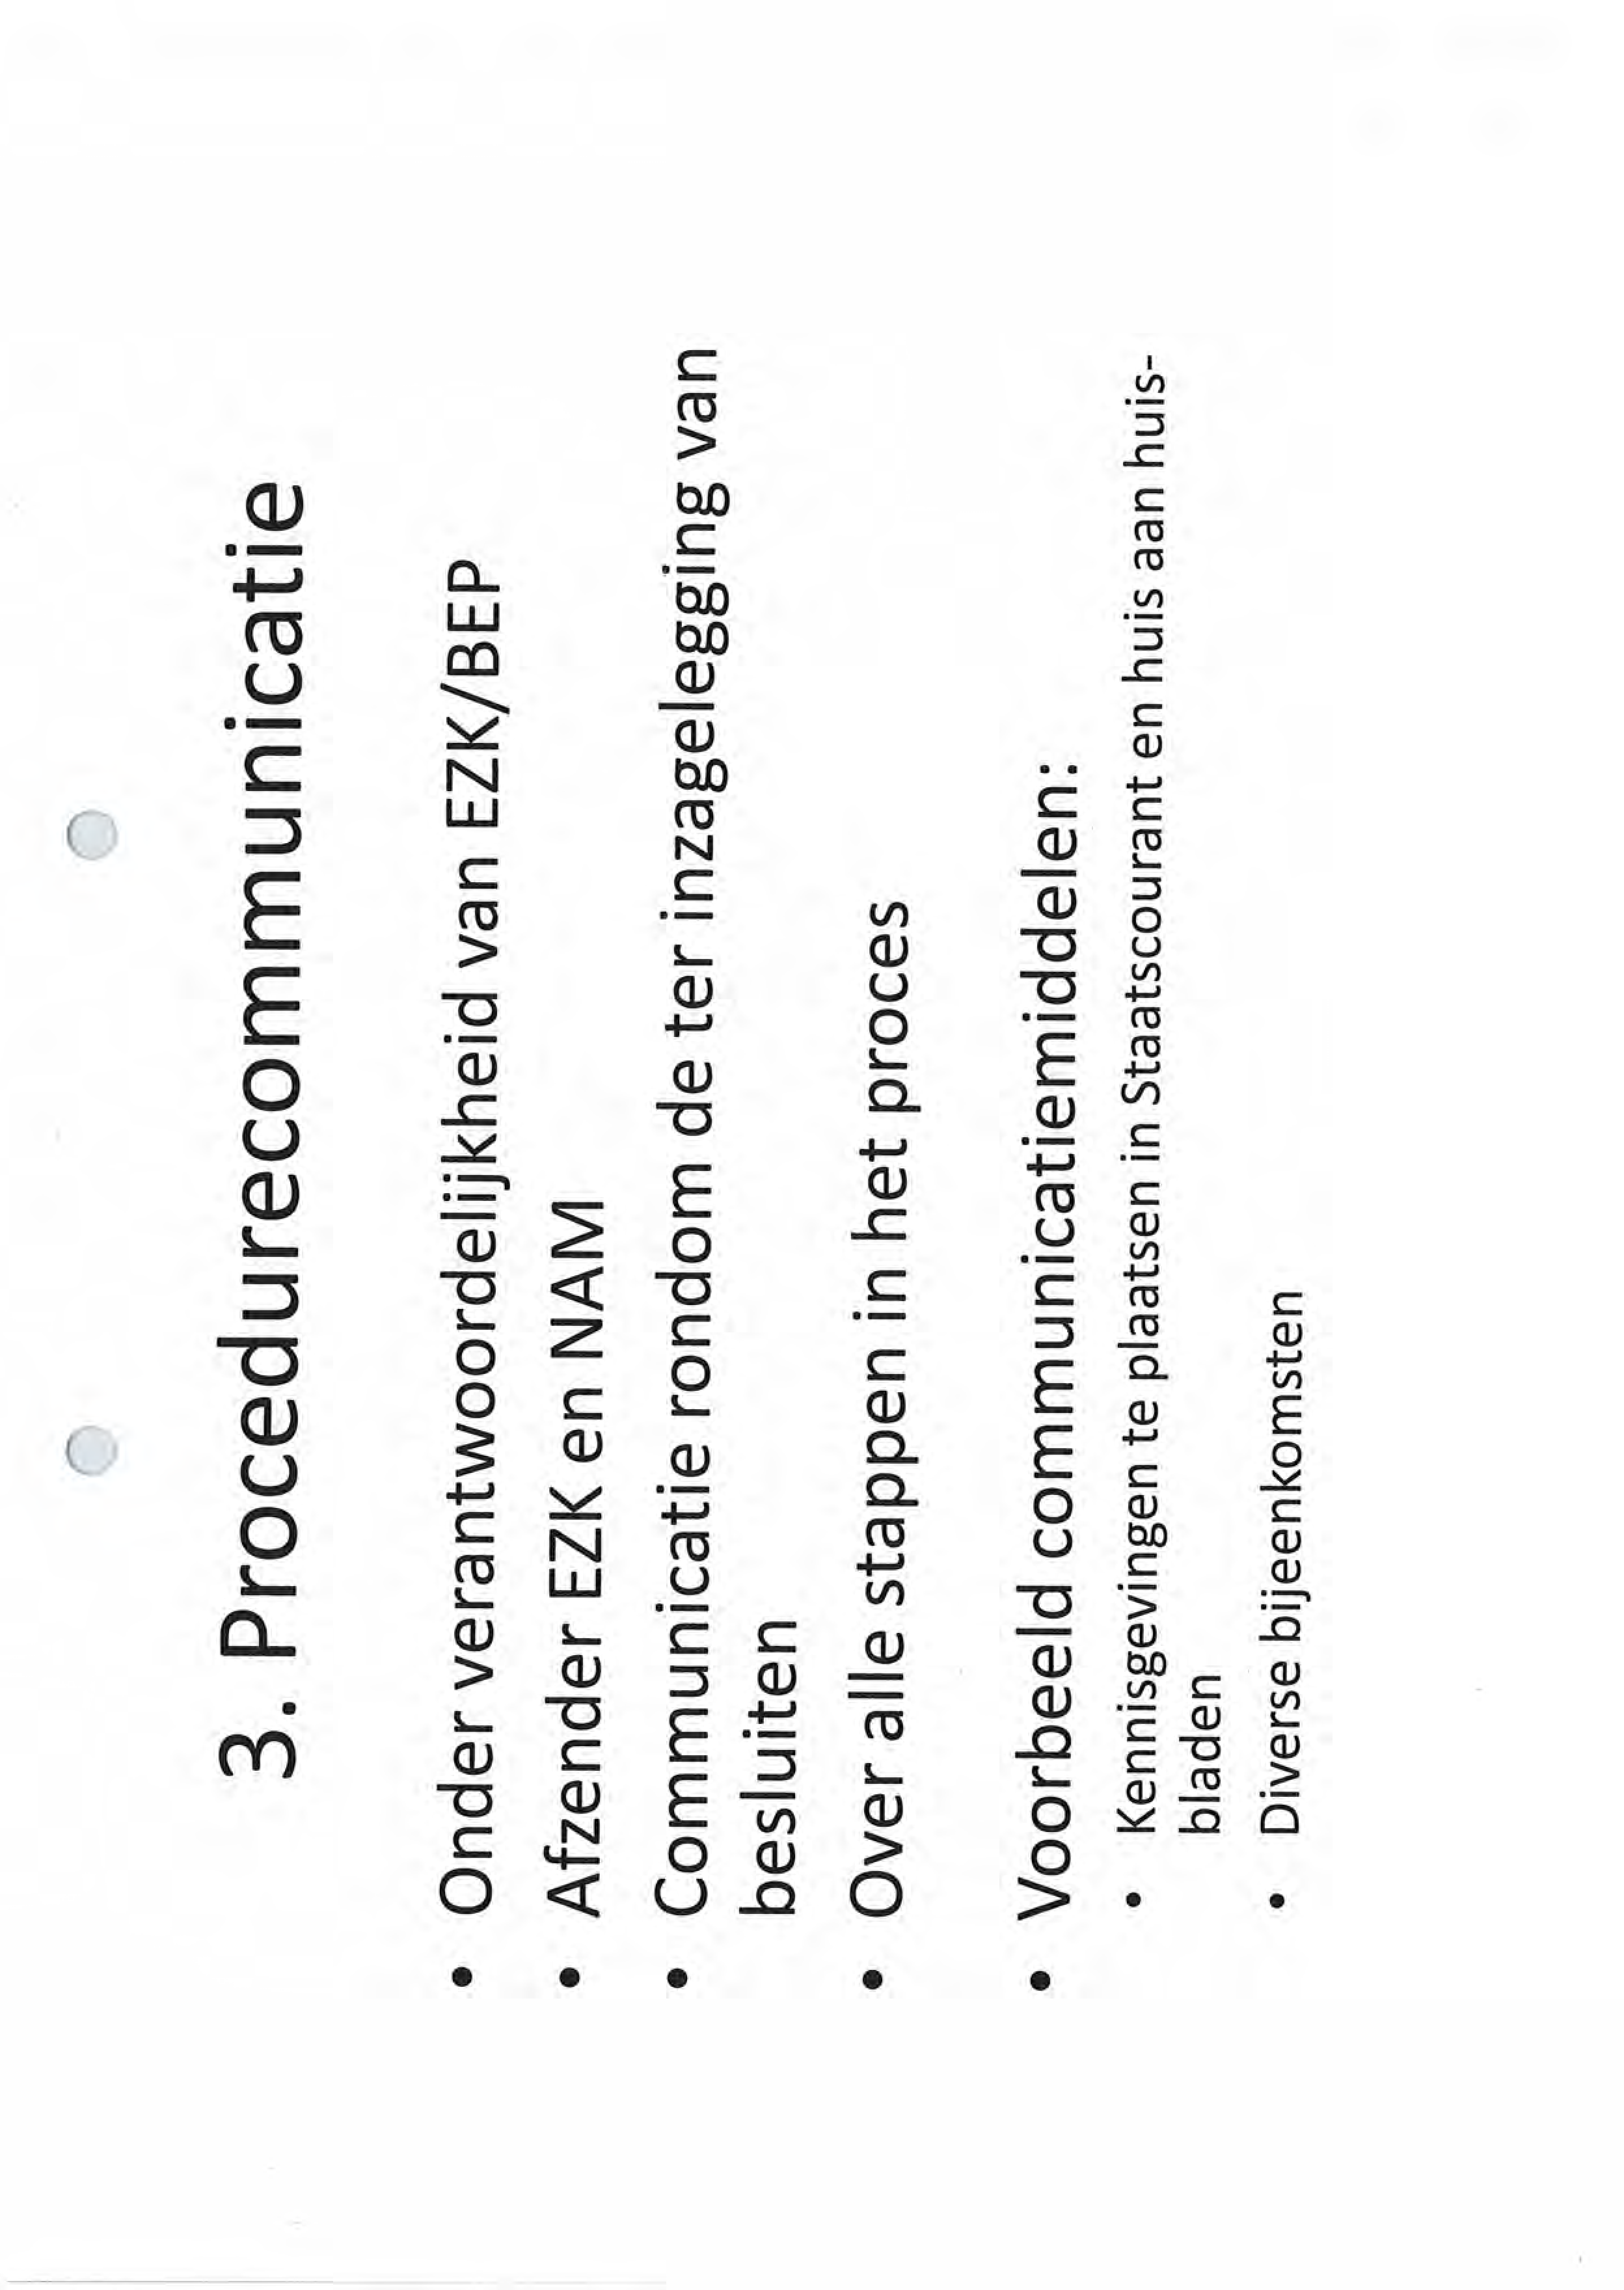 3. Procedurecommunicatie
• Onder verantwoordelijkheid van EZK/BEP
• Afzender EZK en NAM
• Communicatie rondom de ter inzagelegging van
besluiten
• Over alle stappen in het proces
• Voorbeeld communicatiemiddelen:
• Kennisgevingen te plaatsen in Staatscourant en huis aan huis-
bladen
• Diverse bijeenkomsten